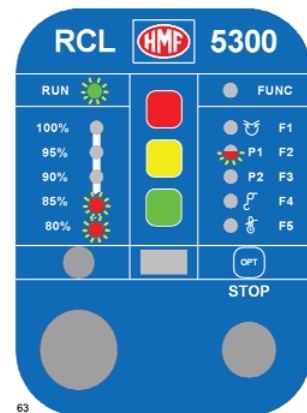 RCL HMF 5300
RUN FUNC
100% F1
95% P1 F2
90% P2 F3
85% F4
80% F5
OPT
STOP
63